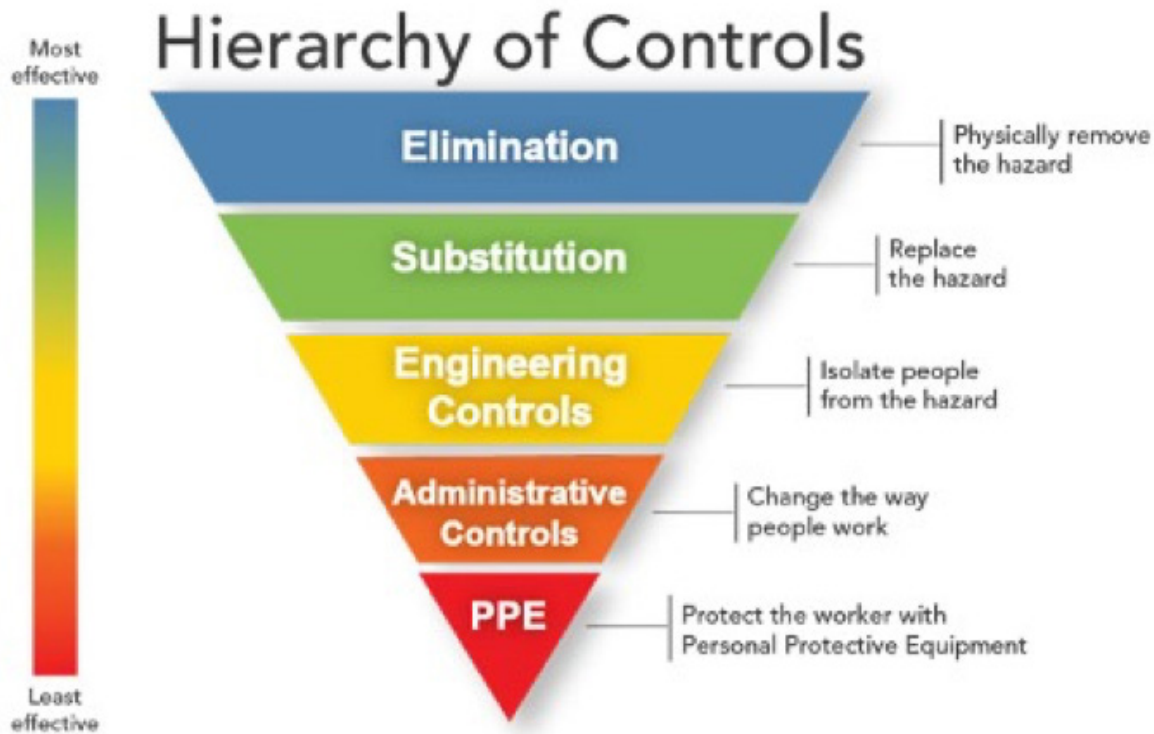 Hierarchy of Controls
Most
effective
Elimination
Physically remove
the hazard
Substitution
Replace
the hazard
Engineering
Controls
Isolate people
from the hazard
Administrative
Controls
Change the way
people work
PPE
Protect the worker with
Personal Protective Equipment
Least
effective